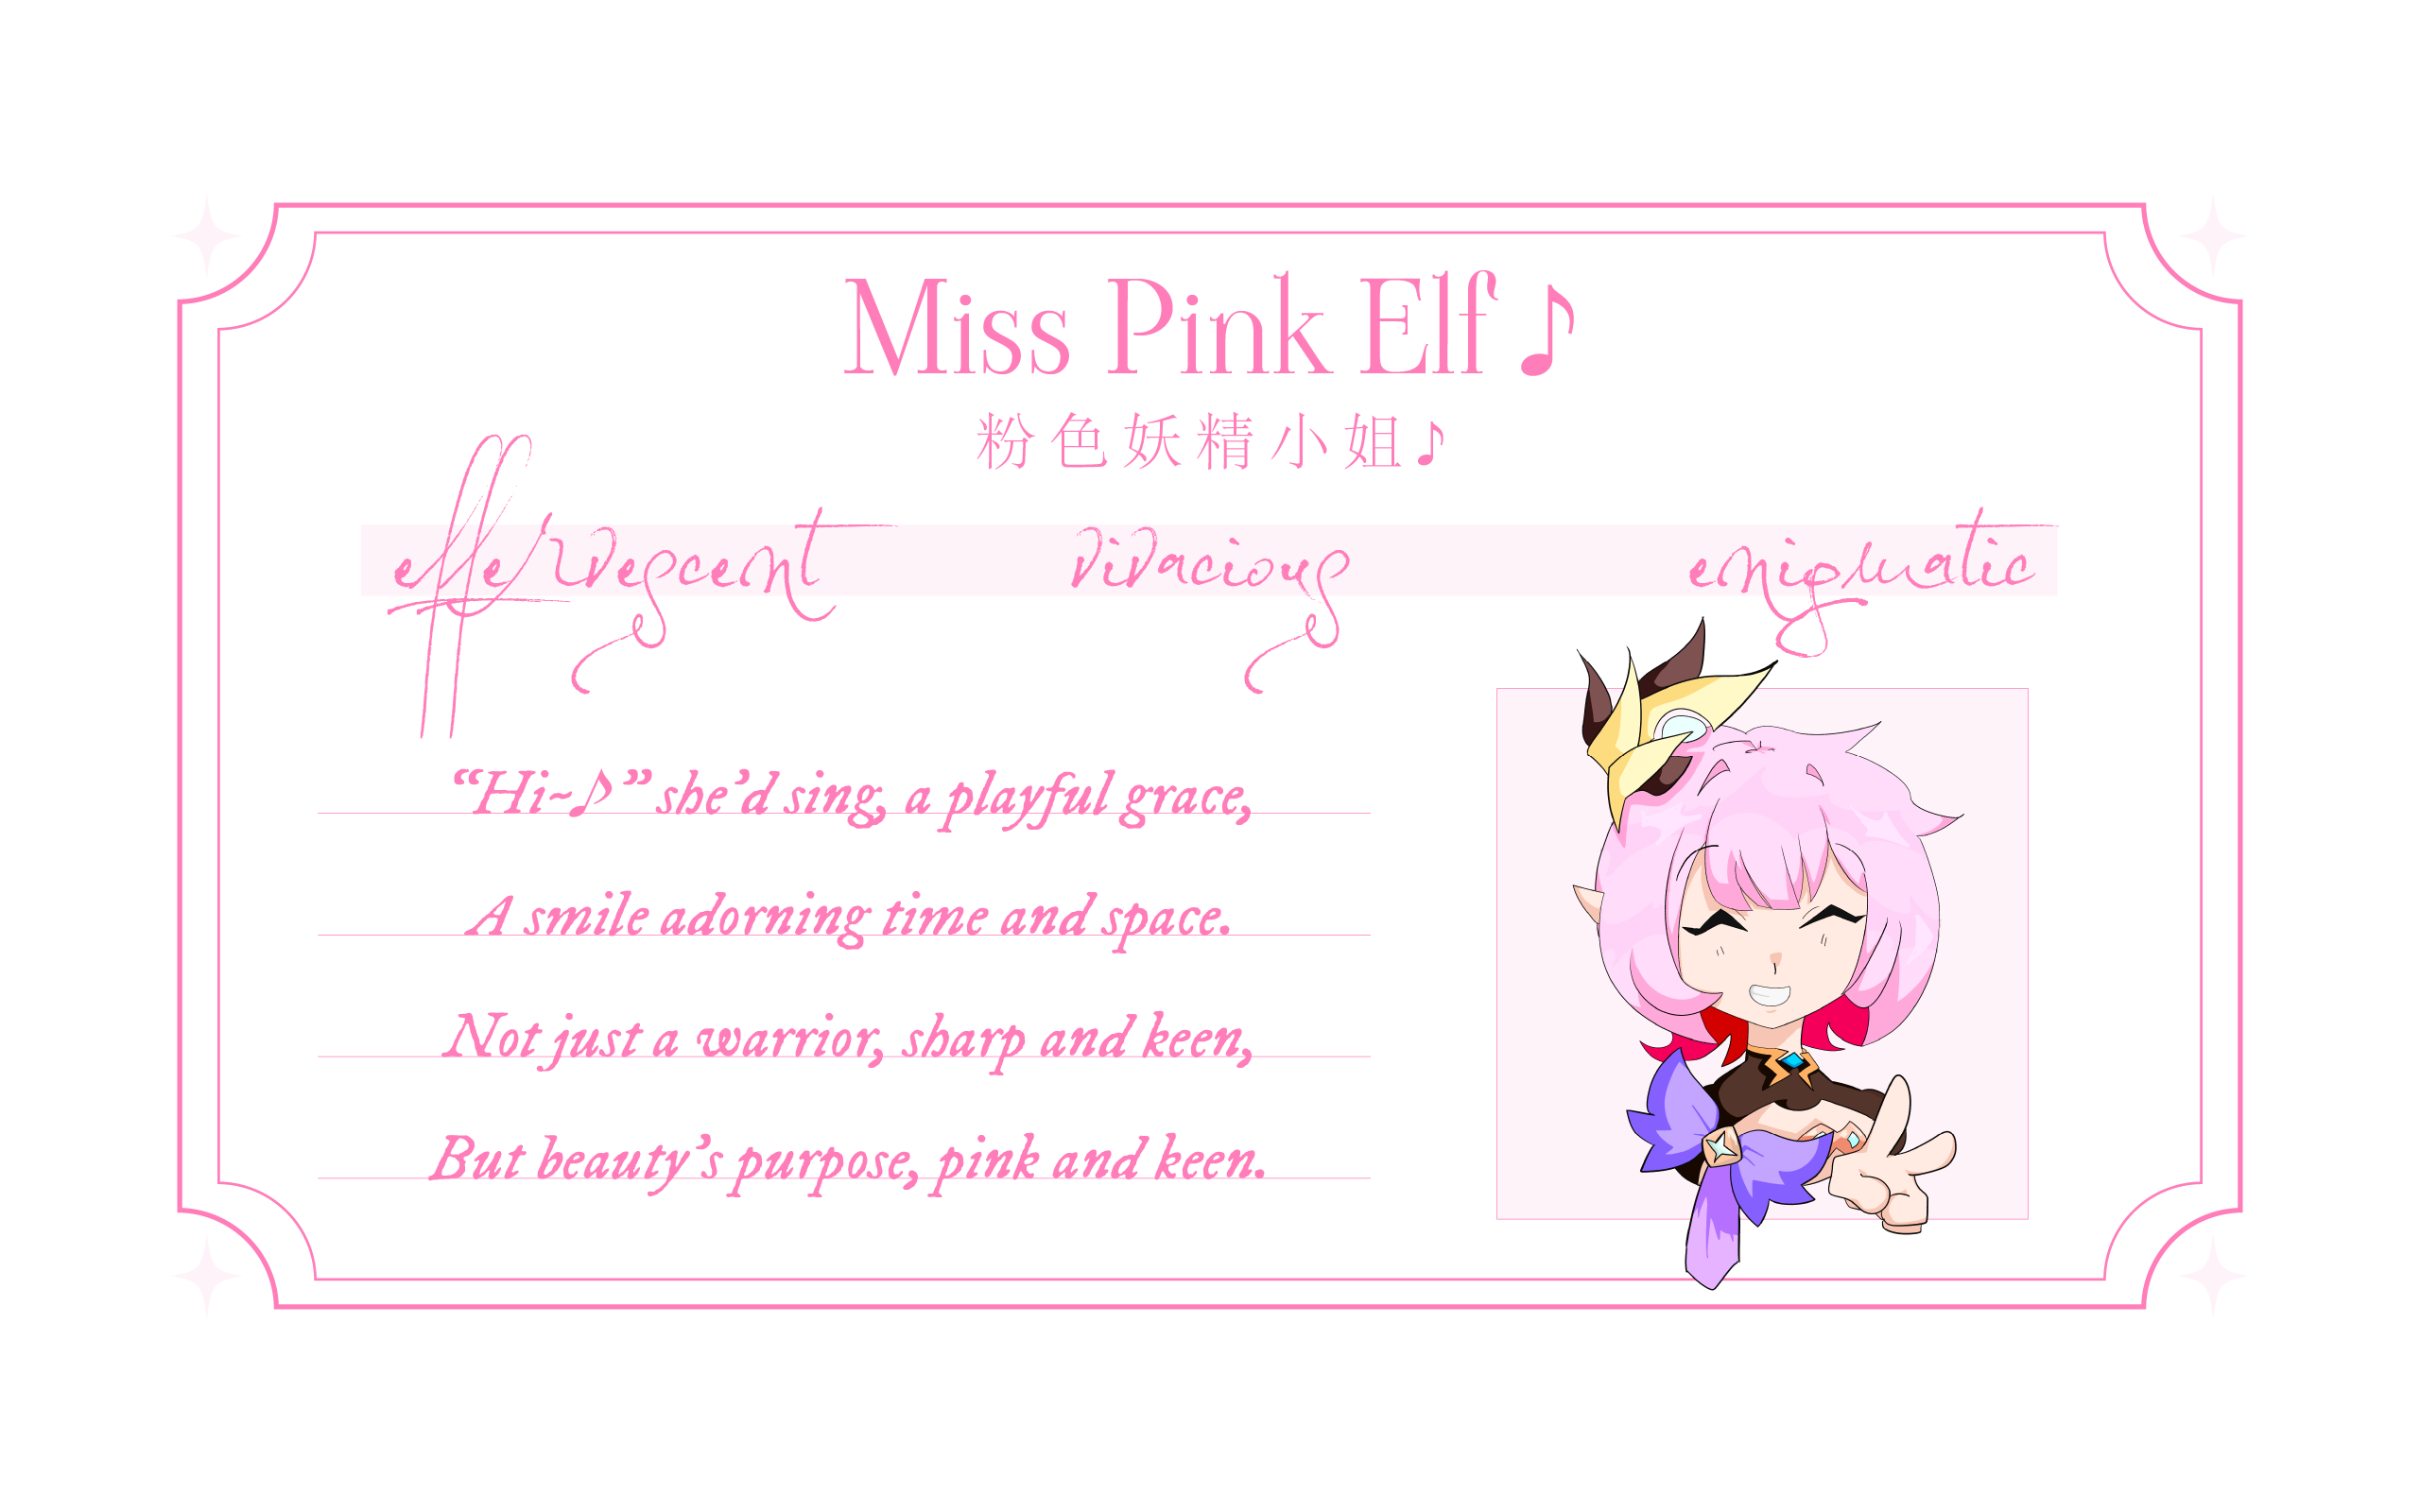 Miss Pink Elf♪
粉色妖精小姐♪
effervescent vivacious enigmatic
“Hi~♪” she’d sing, a playful grace,
A smile adorning time and space.
Not just a warrior, sharp and keen,
But beauty’s purpose, pink and keen.